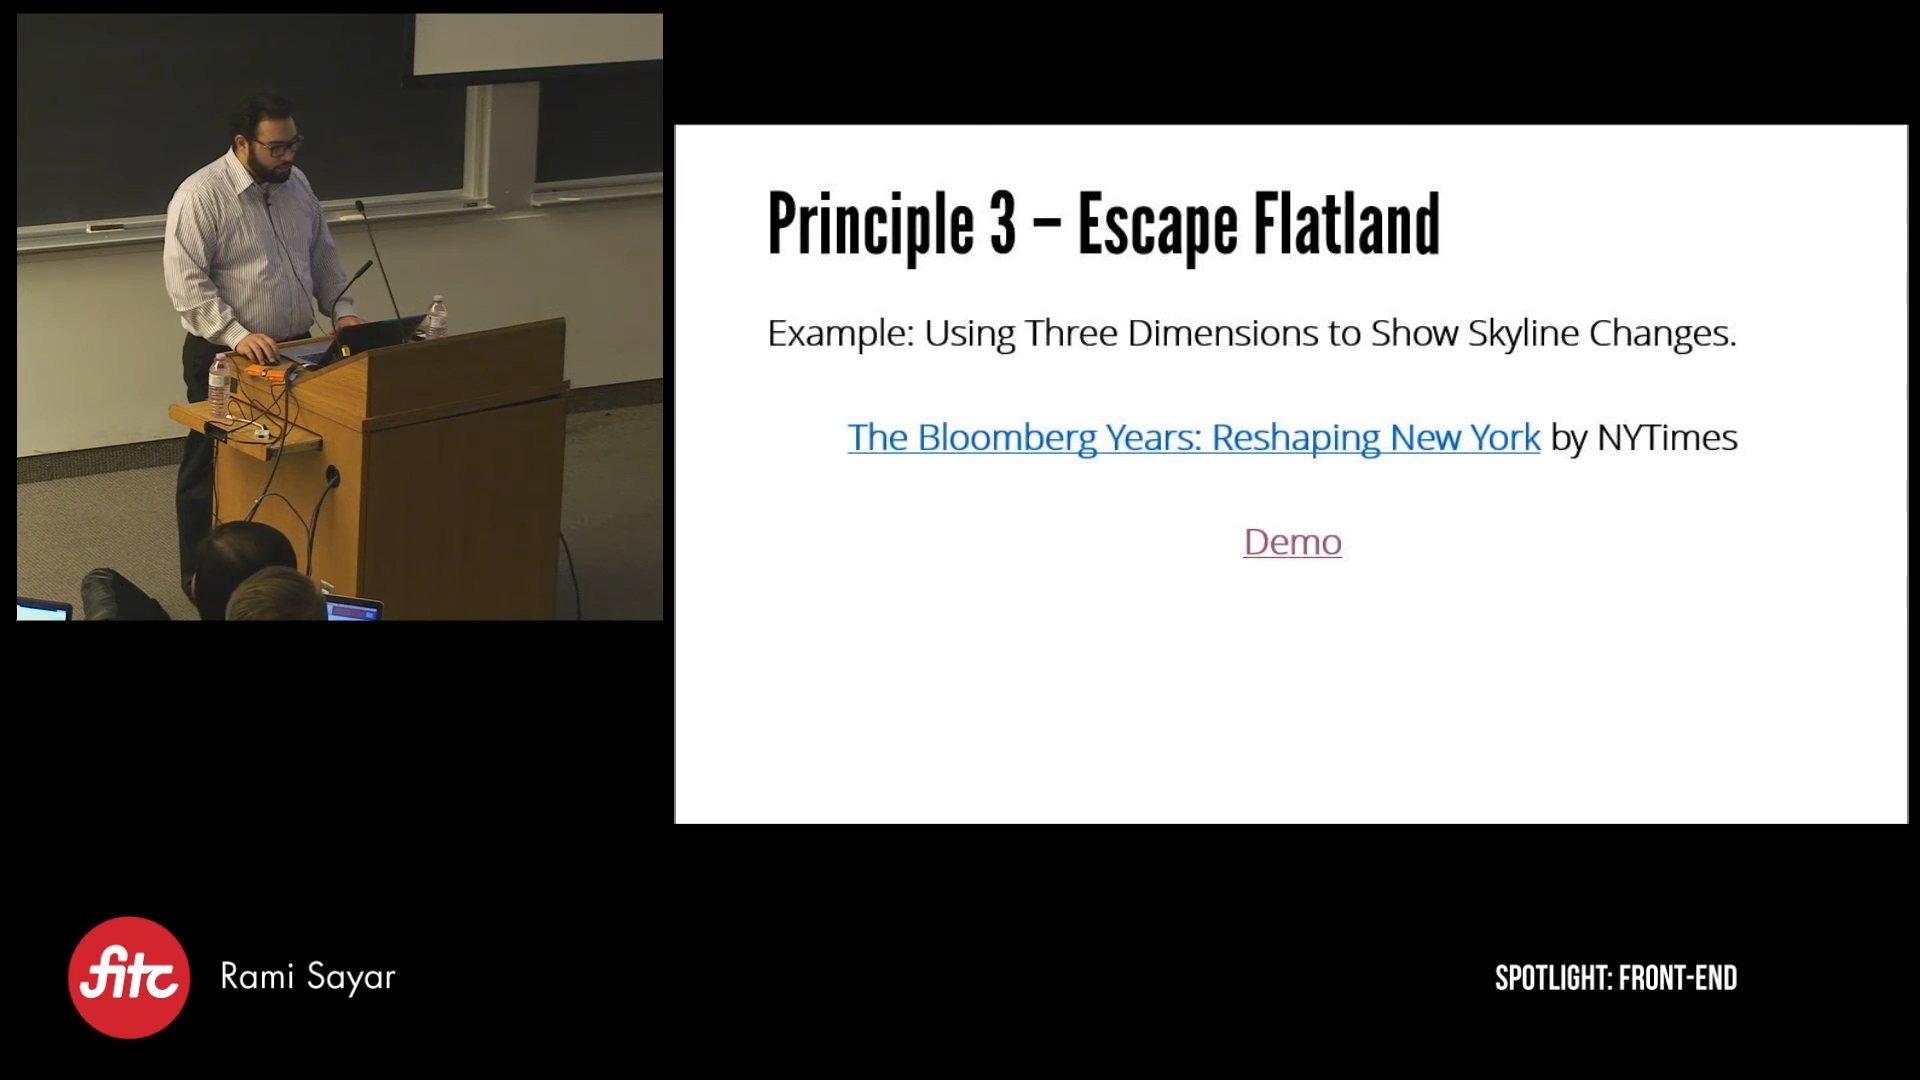 Principle 3 – Escape Flatland
Example: Using Three Dimensions to Show Skyline Changes.
The Bloomberg Years: Reshaping New York by NYTimes
Demo
fitc
Rami Sayar
SPOTLIGHT: FRONT-END